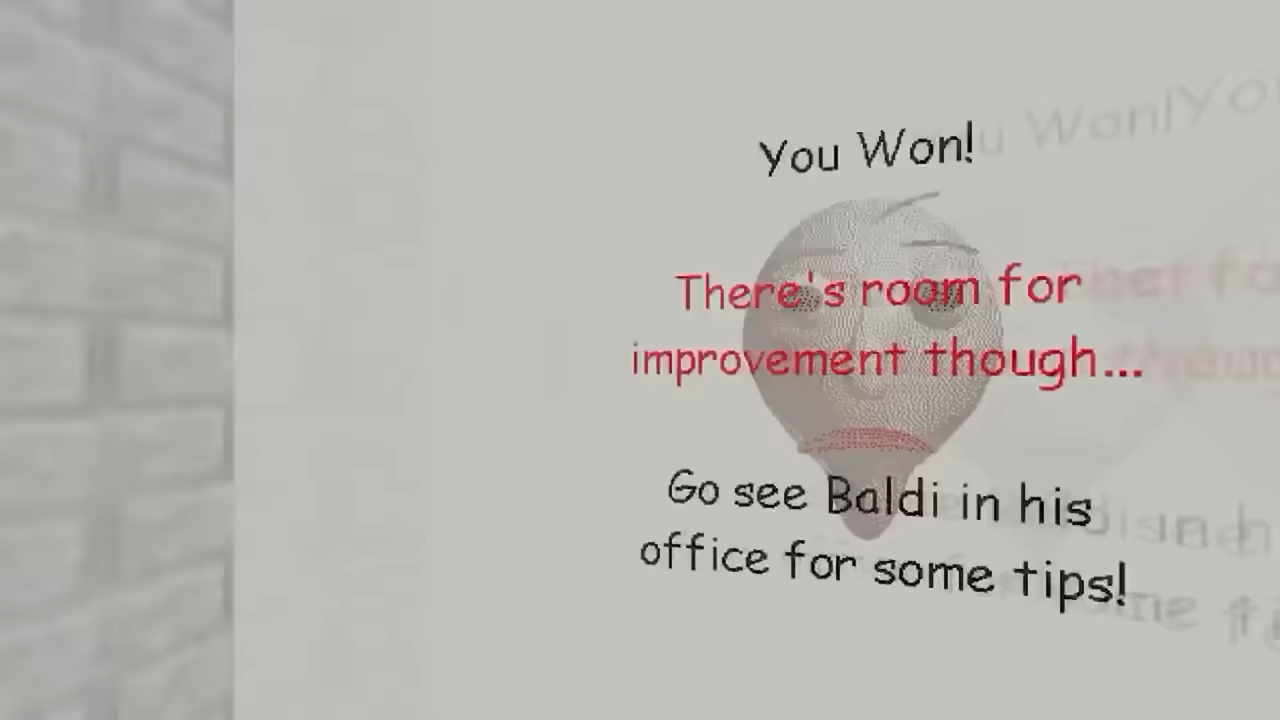 You Won!
There's room for
improvement though...
Go see Baldi in his
office for some tips!